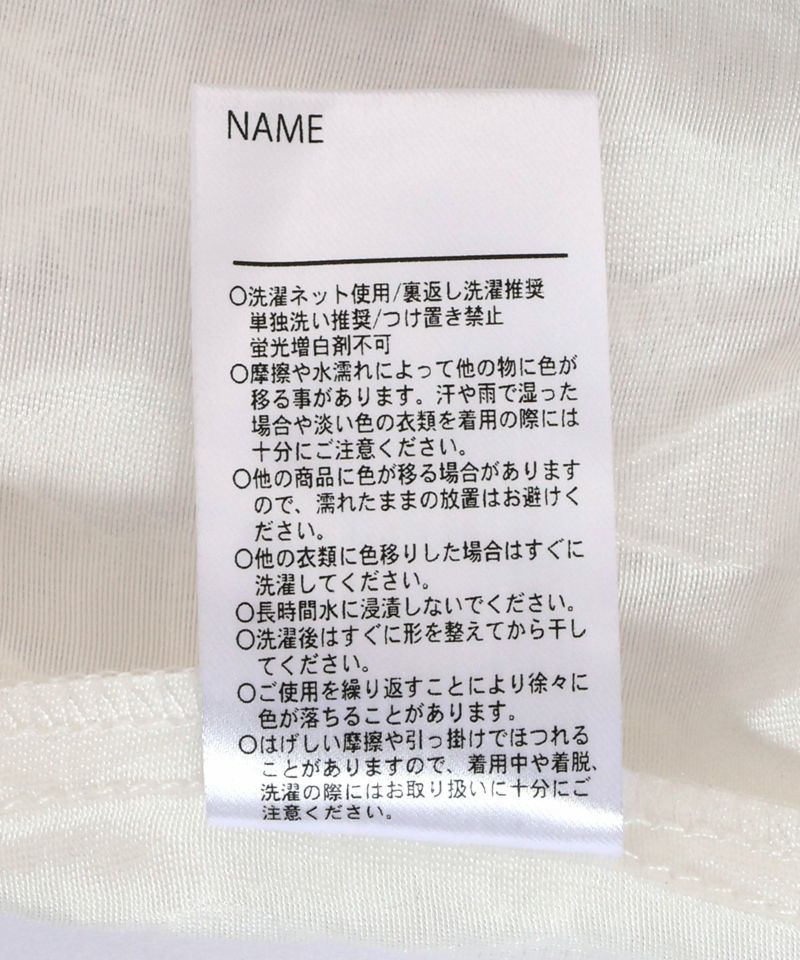 NAME
○洗濯ネット使用/裏返し洗濯推奨
単独洗い推奨/つけ置き禁止
蛍光増白剤不可
○摩擦や水濡れによって他の物に色が
移る事があります。汗や雨で湿った
場合や淡い色の衣類を着用の際には
十分にご注意ください。
○他の商品に色が移る場合があります
ので、濡れたままの放置はお避けく
ださい。
○他の衣類に色移りした場合はすぐに
洗濯してください。
○長時間水に浸漬しないでください。
○洗濯後はすぐに形を整えてから干し
てください。
○ご使用を繰り返すことにより徐々に
色が落ちることがあります。
○はげしい摩擦や引っ掛けでほつれる
ことがありますので、着用中や着脱、
洗濯の際にはお取り扱いに十分にご
注意ください。